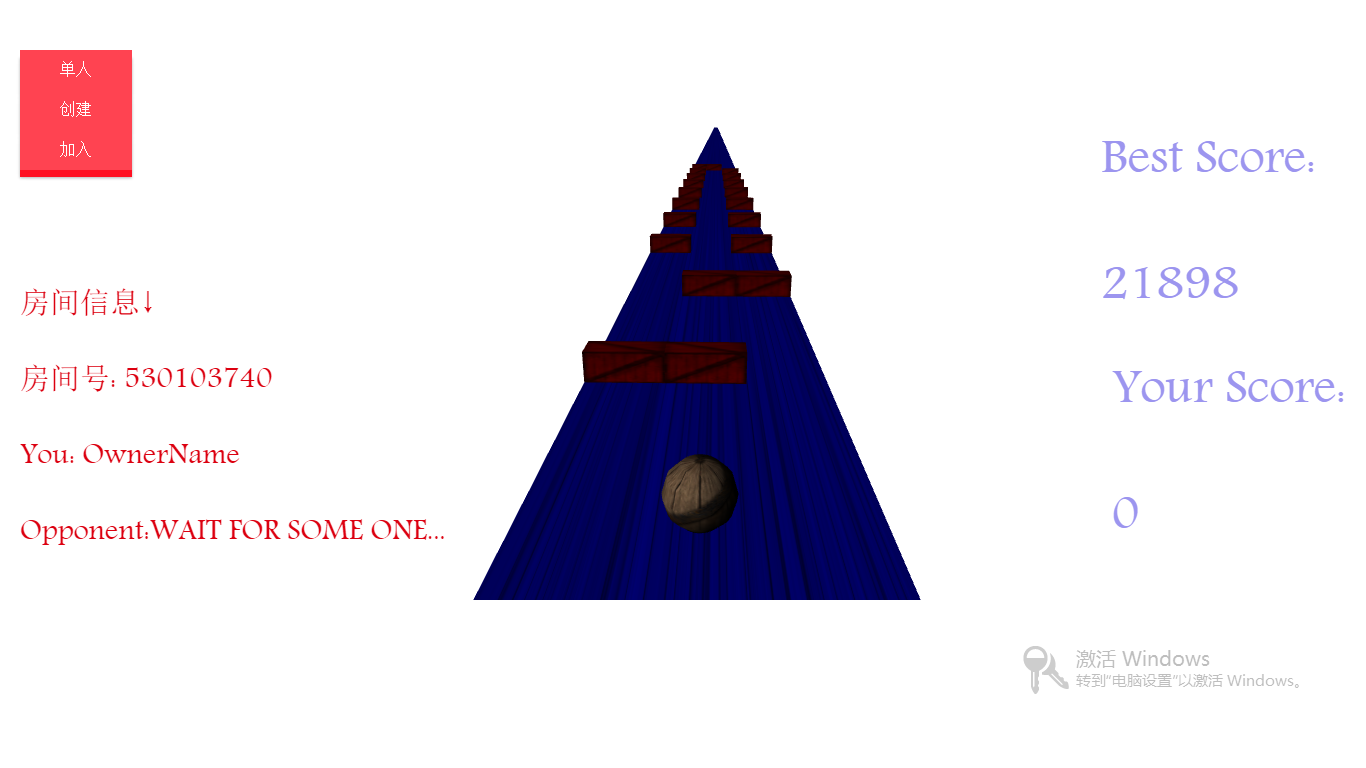 单人
创建
加入
房间信息↓
房间号: 530103740
You: OwnerName
Opponent:WAIT FOR SOME ONE...
Best Score:
21898
Your Score:
0
激活 Windows
转到“电脑设置”以激活 Windows。